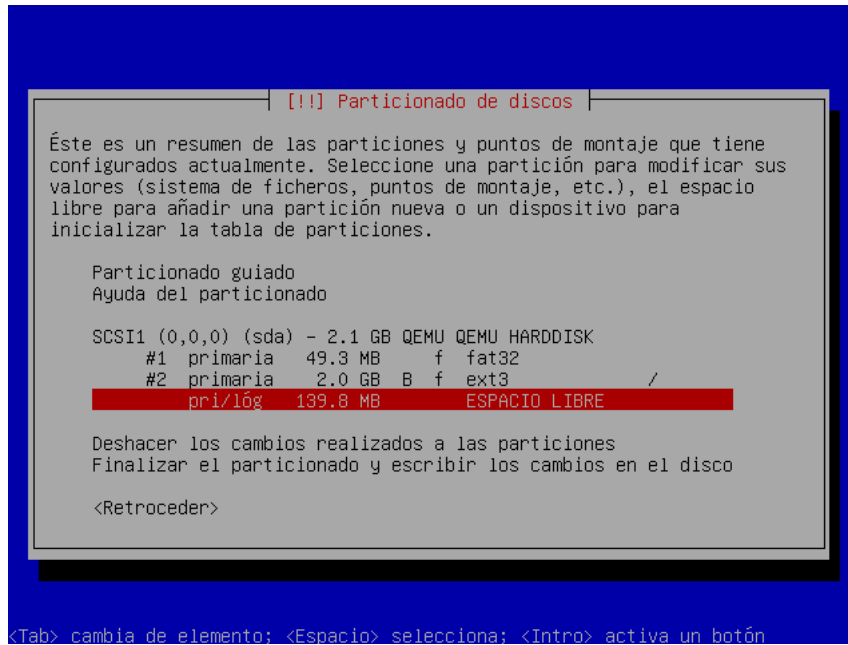 [!!] Particionado de discos
Éste es un resumen de las particiones y puntos de montaje que tiene
configurados actualmente. Seleccione una partición para modificar sus
valores (sistema de ficheros, puntos de montaje, etc.), el espacio
libre para añadir una partición nueva o un dispositivo para
inicializar la tabla de particiones.
Particionado guiado
Ayuda del particionado
SCSI1 (0,0,0) (sda) - 2.1 GB QEMU QEMU HARDDISK
#1 primaria 49.3 MB f fat32
#2 primaria 2.0 GB B f ext3 /
pri/lóg 139.8 MB ESPACIO LIBRE
Deshacer los cambios realizados a las particiones
Finalizar el particionado y escribir los cambios en el disco
<Retroceder>
<Tab> cambia de elemento; <Espacio> selecciona; <Intro> activa un botón